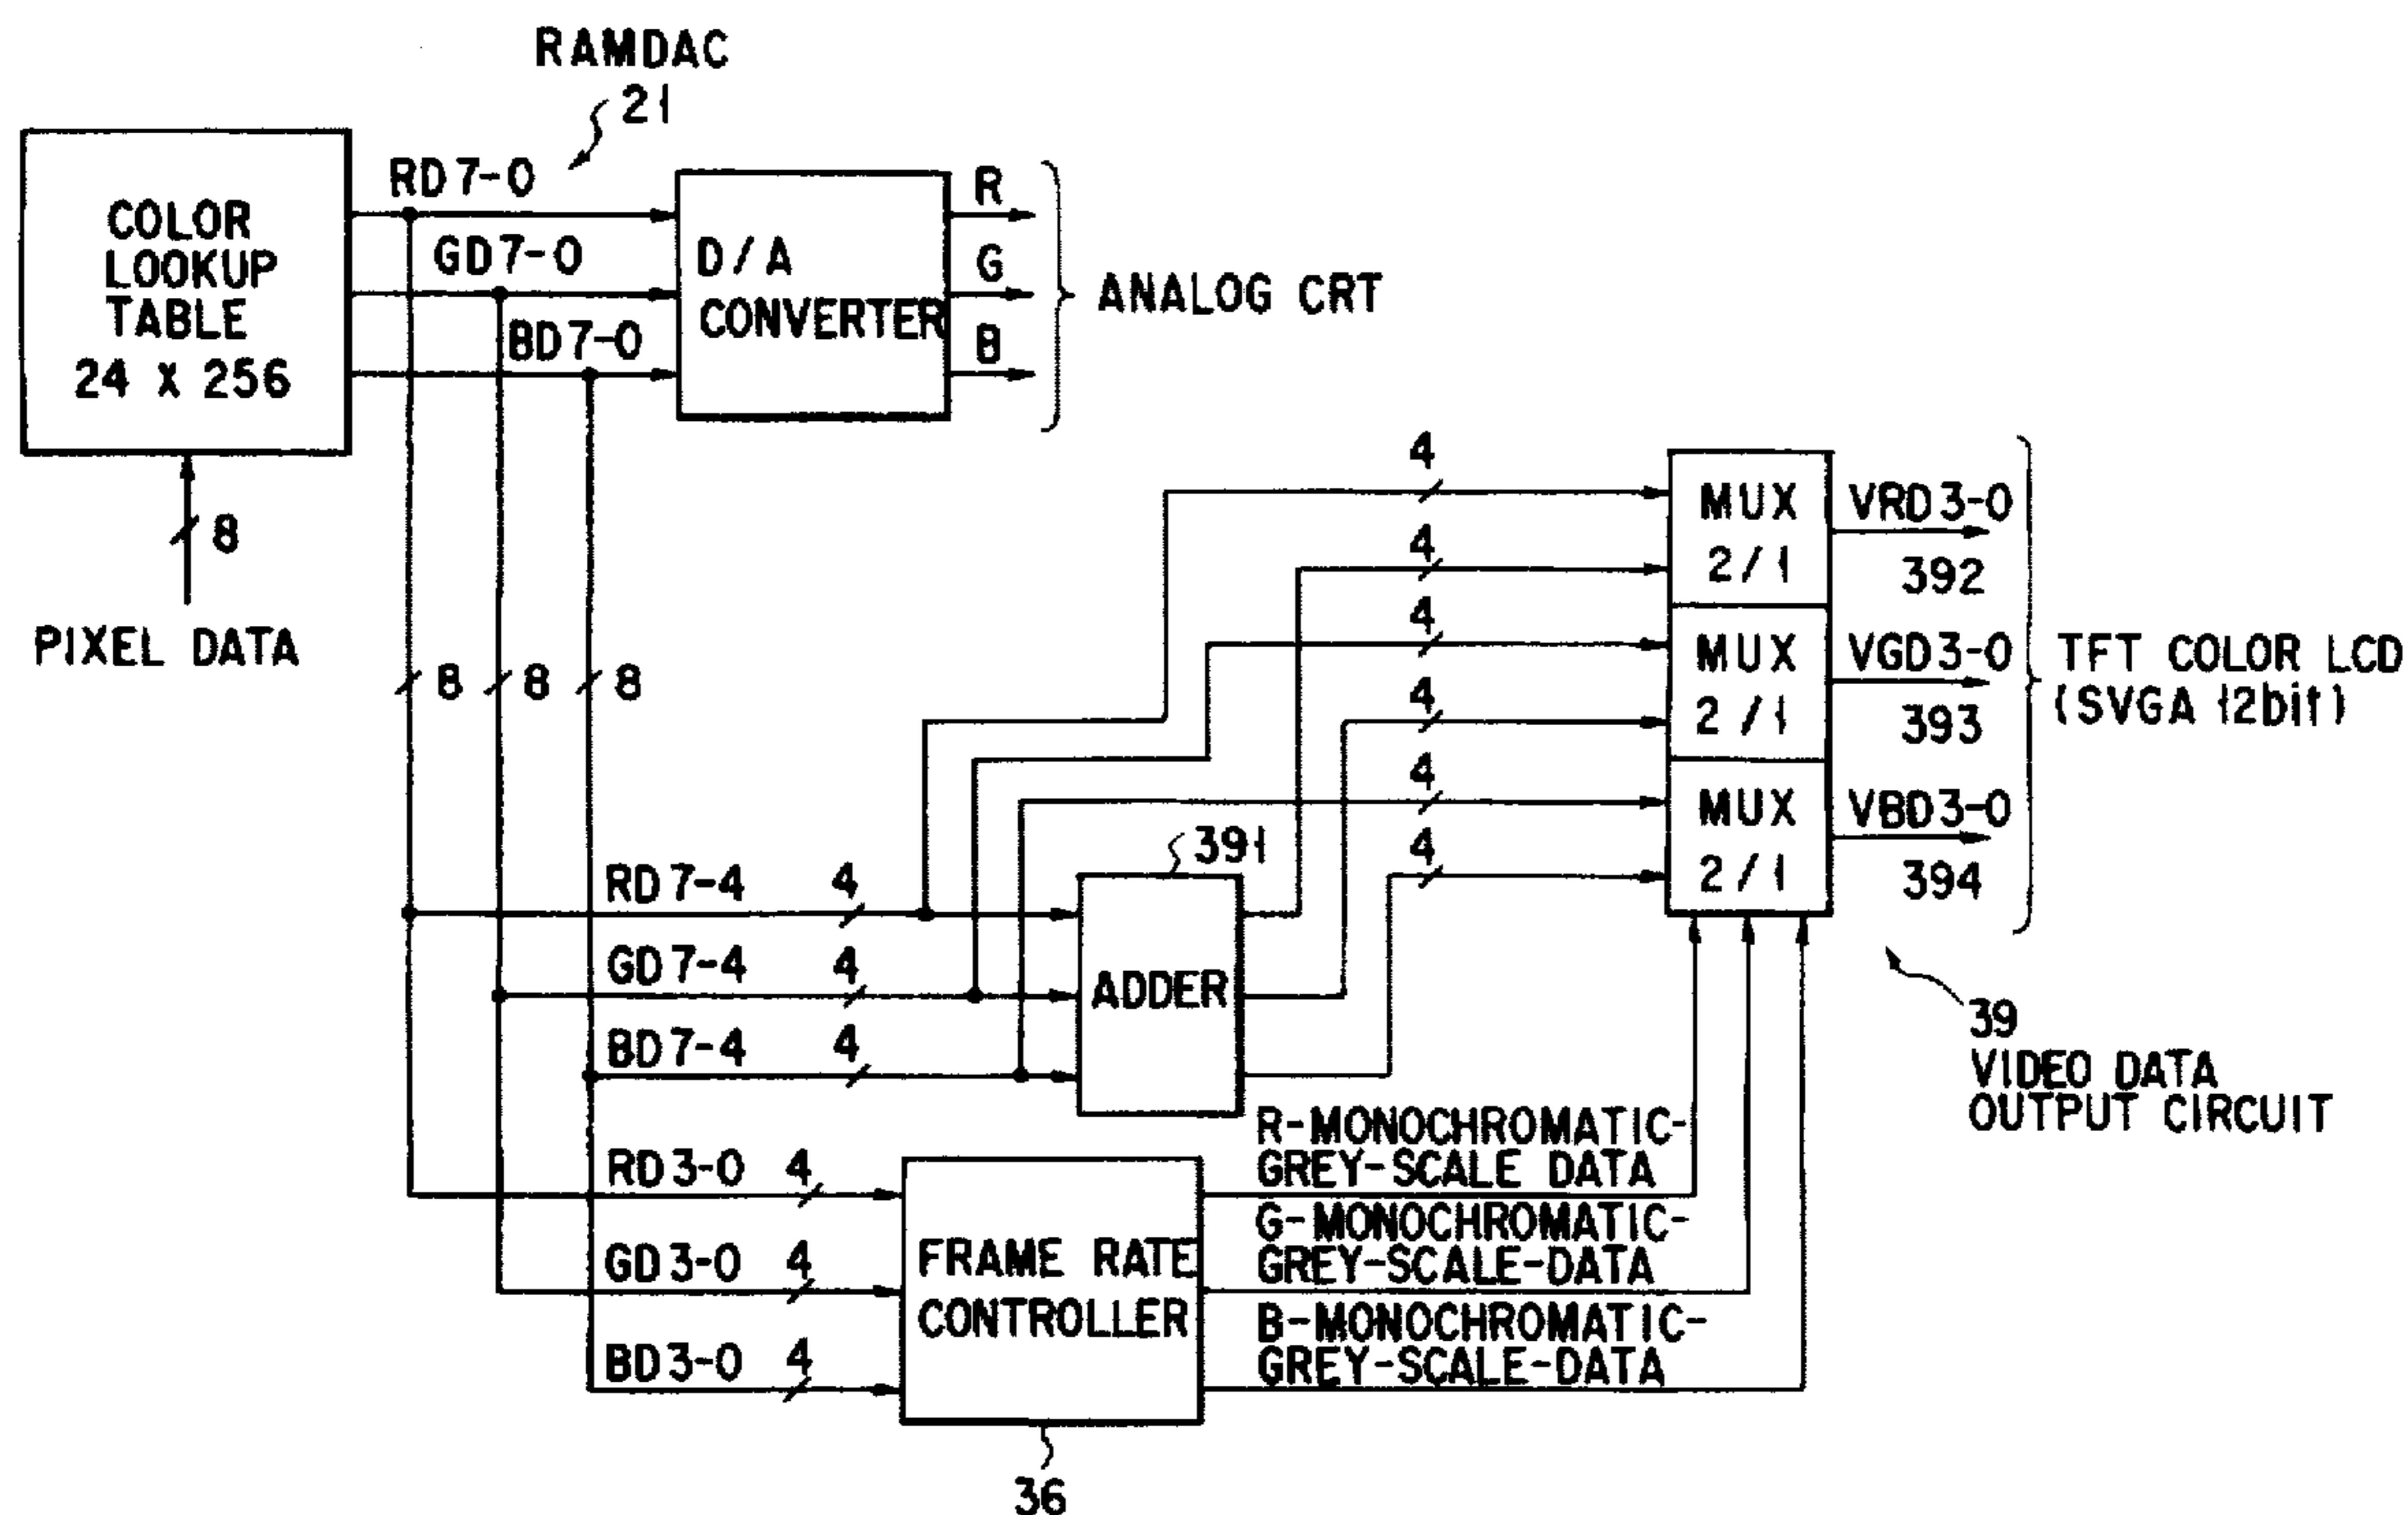 RAMDAC
21
COLOR
LOOKUP
TABLE
24 X 256
RD7-0
GD7-0
BD7-0
D/A
CONVERTER
R
G
B
ANALOG CRT
8
PIXEL DATA
8
8
8
4
4
4
4
4
4
MUX
2/1
MUX
2/1
MUX
2/1
VRD3-0
392
VGD3-0
393
VBD3-0
394
TFT COLOR LCD
(SVGA 12bit)
39
VIDEO DATA
OUTPUT CIRCUIT
RD7-4
4
GD7-4
4
BD7-4
4
391
ADDER
RD3-0
4
GD3-0
4
BD3-0
4
FRAME RATE
CONTROLLER
36
R-MONOCHROMATIC-
GREY-SCALE DATA
G-MONOCHROMATIC-
GREY-SCALE-DATA
B-MONOCHROMATIC-
GREY-SCALE-DATA